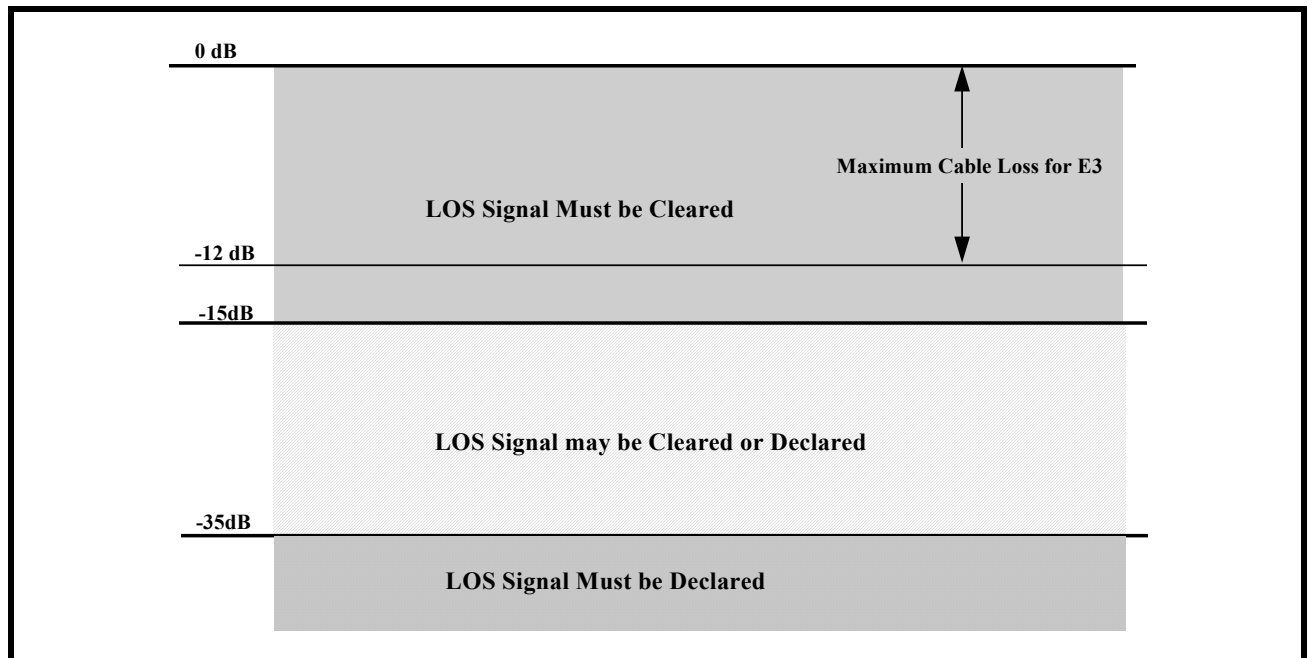 0 dB
Maximum Cable Loss for E3
LOS Signal Must be Cleared
-12 dB
-15dB
LOS Signal may be Cleared or Declared
-35dB
LOS Signal Must be Declared